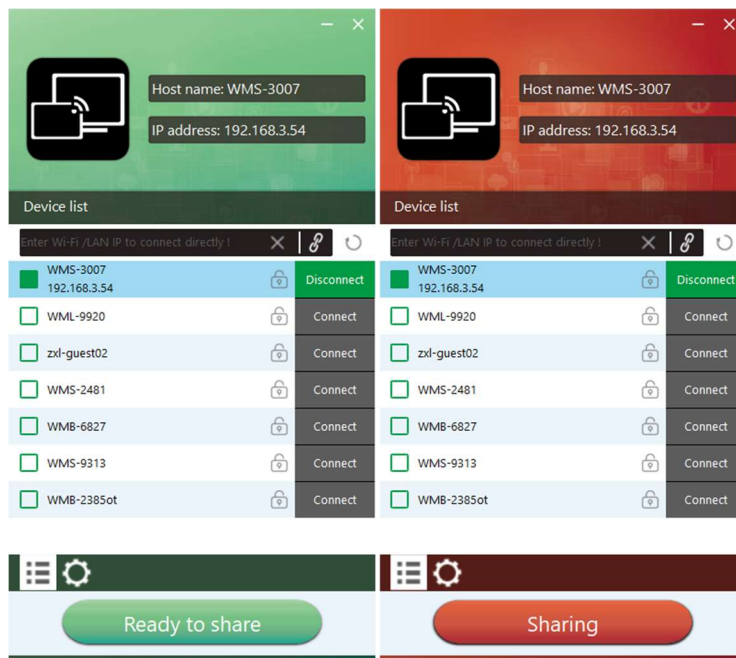 Host name: WMS-3007
IP address: 192.168.3.54
Device list
Enter Wi-Fi /LAN IP to connect directly !
WMS-3007
192.168.3.54
Disconnect
WML-9920
Connect
zxl-guest02
Connect
WMS-2481
Connect
WMB-6827
Connect
WMS-9313
Connect
WMB-2385ot
Connect
Ready to share
Host name: WMS-3007
IP address: 192.168.3.54
Device list
Enter Wi-Fi /LAN IP to connect directly !
WMS-3007
192.168.3.54
Disconnect
WML-9920
Connect
zxl-guest02
Connect
WMS-2481
Connect
WMB-6827
Connect
WMS-9313
Connect
WMB-2385ot
Connect
Sharing